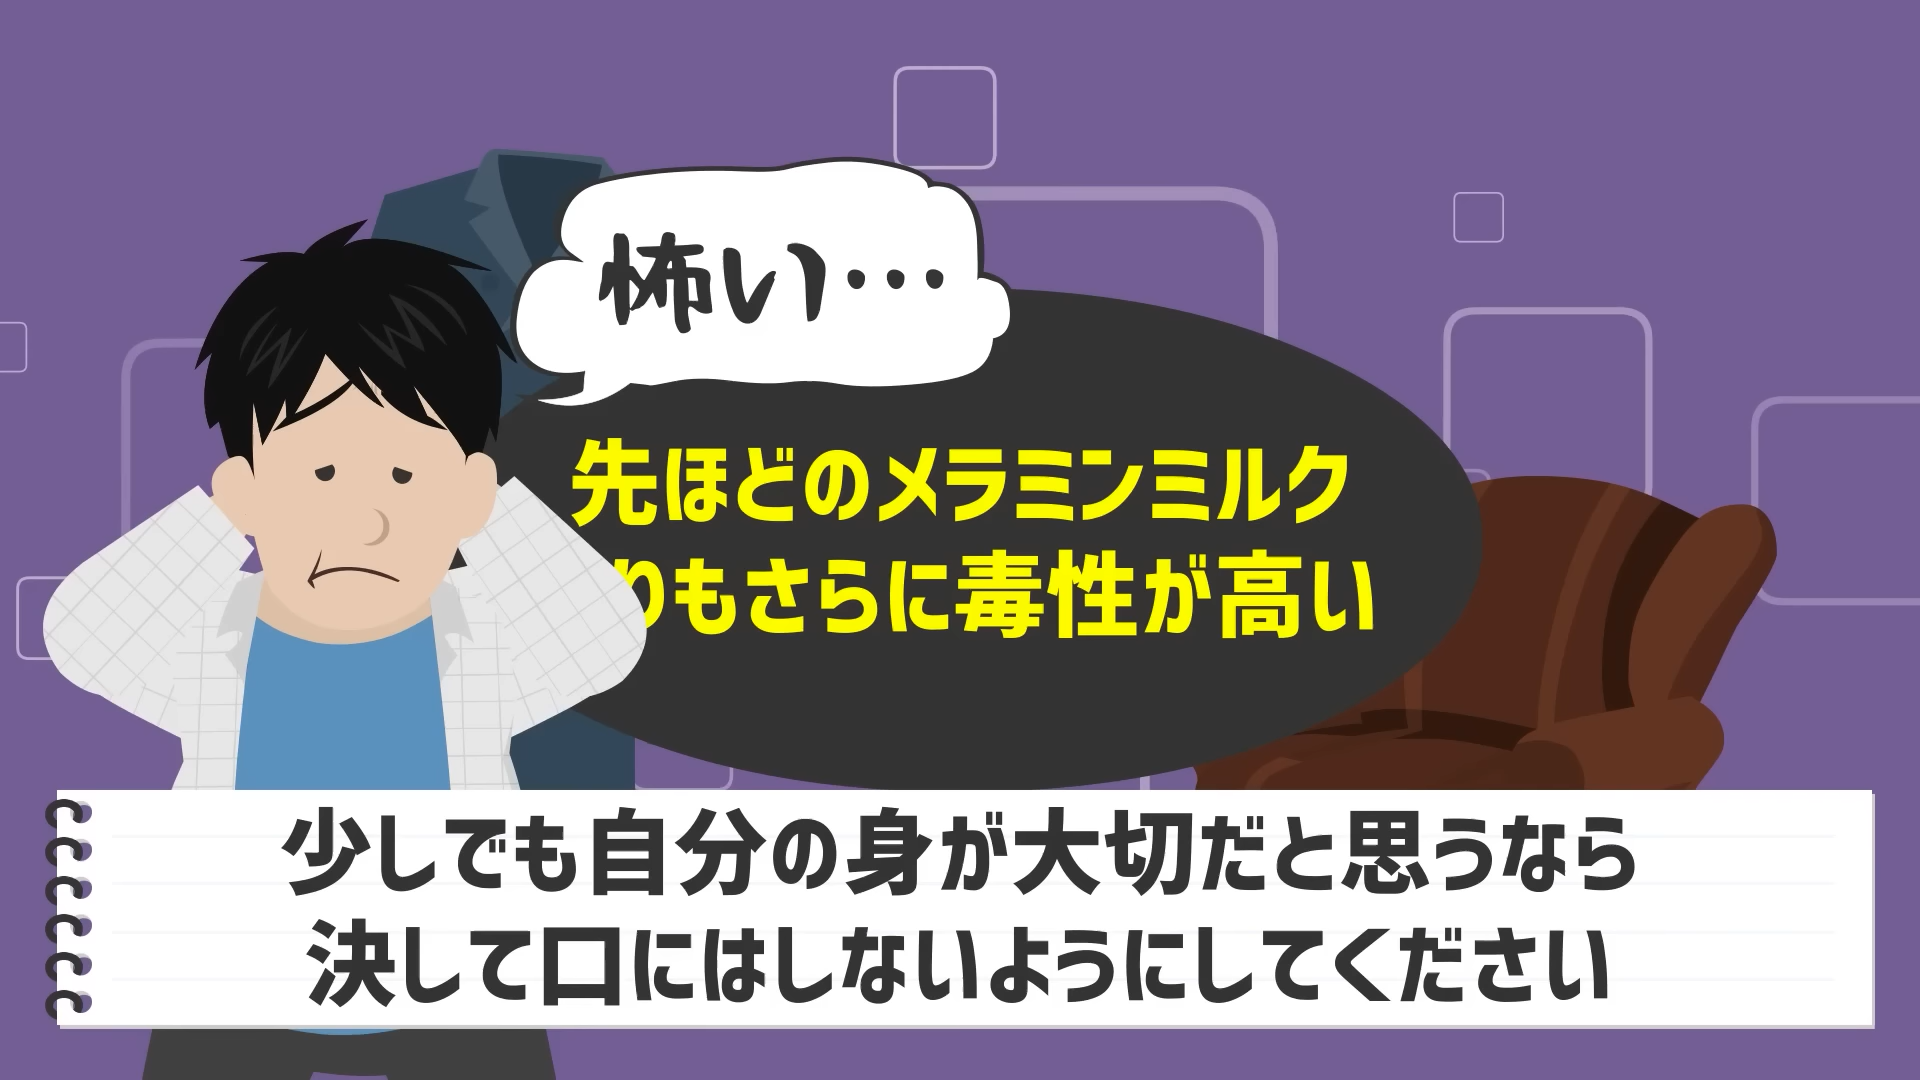 怖い…
先ほどのメラミンミルク
りもさらに毒性が高い
少しでも自分の身が大切だと思うなら
決して口にはしないようにしてください